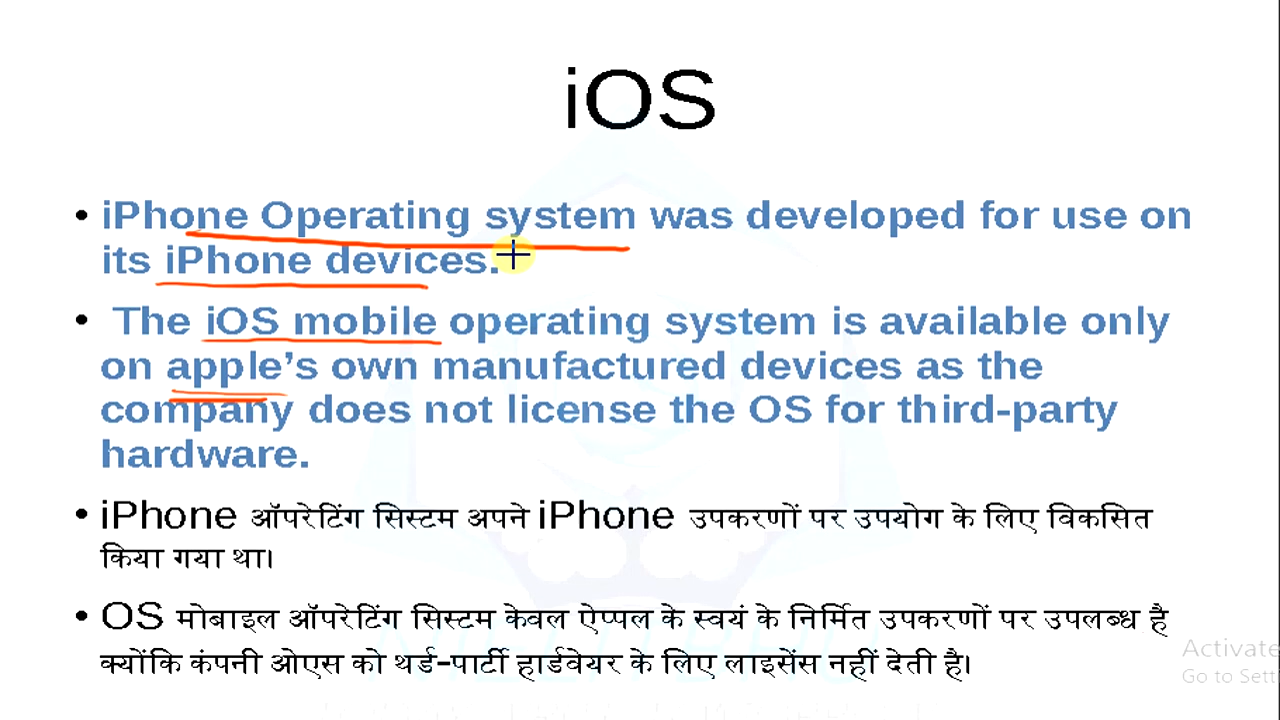 iOS
• iPhone Operating system was developed for use on
its iPhone devices.
• The iOS mobile operating system is available only
on apple’s own manufactured devices as the
company does not license the OS for third-party
hardware.
• iPhone ऑपरेटिंग सिस्टम अपने iPhone उपकरणों पर उपयोग के लिए विकसित
किया गया था।
• OS मोबाइल ऑपरेटिंग सिस्टम केवल ऐप्पल के स्वयं के निर्मित उपकरणों पर उपलब्ध है
क्योंकि कंपनी ओएस को थर्ड-पार्टी हार्डवेयर के लिए लाइसेंस नहीं देती है।
Activate
Go to Setti